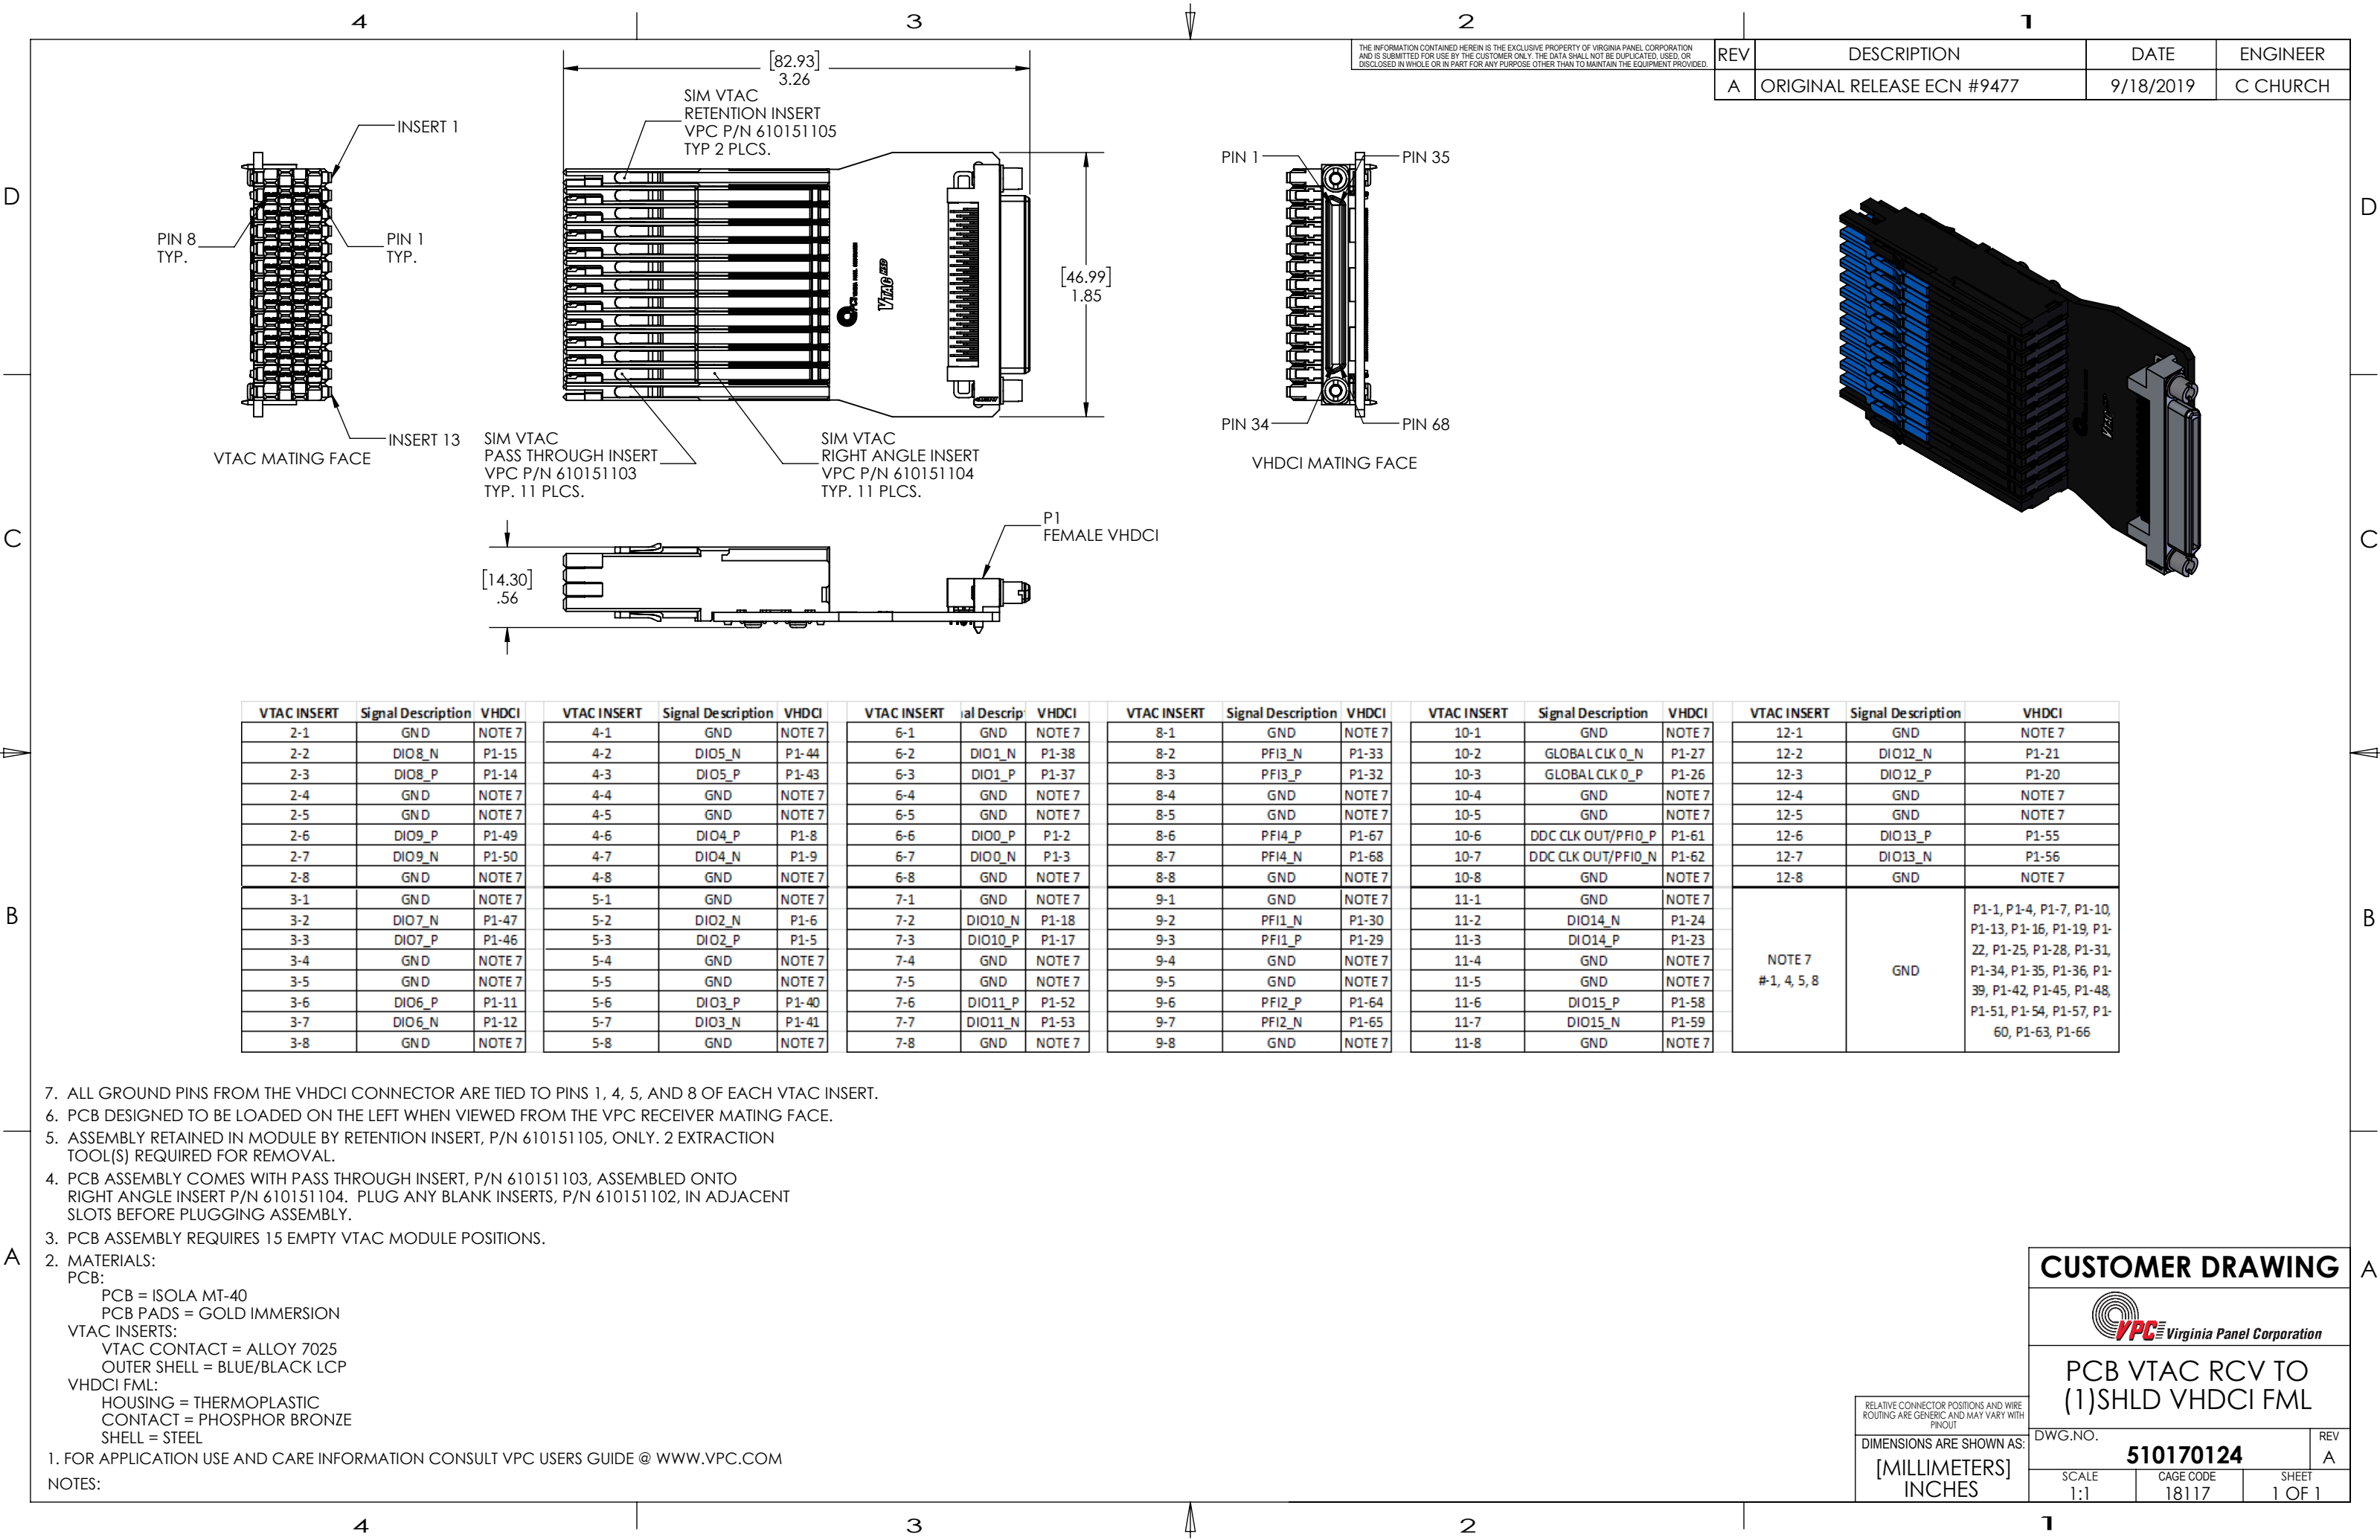 4 3 2 1
THE INFORMATION CONTAINED HEREIN IS THE EXCLUSIVE PROPERTY OF VIRGINIA PANEL CORPORATION
AND IS SUBMITTED FOR USE BY THE CUSTOMER ONLY. THE DATA SHALL NOT BE DUPLICATED, USED, OR
DISCLOSED IN WHOLE OR IN PART FOR ANY PURPOSE OTHER THAN TO MAINTAIN THE EQUIPMENT PROVIDED.
REV DESCRIPTION DATE ENGINEER
A ORIGINAL RELEASE ECN #9477 9/18/2019 C CHURCH
D
C
B
A
D
C
B
A
INSERT 1
PIN 8
TYP.
PIN 1
TYP.
INSERT 13
VTAC MATING FACE
[82.93]
3.26
SIM VTAC
RETENTION INSERT
VPC P/N 610151105
TYP 2 PLCS.
VTAC
[46.99]
1.85
SIM VTAC
PASS THROUGH INSERT
VPC P/N 610151103
TYP. 11 PLCS.
SIM VTAC
RIGHT ANGLE INSERT
VPC P/N 610151104
TYP. 11 PLCS.
PIN 1
PIN 35
PIN 34
PIN 68
VHDCI MATING FACE
P1
FEMALE VHDCI
[14.30]
.56
VTAC INSERT Signal Description VHDCI VTAC INSERT Signal Description VHDCI VTAC INSERT al Descrip VHDCI VTAC INSERT Signal Description VHDCI VTAC INSERT Signal Description VHDCI VTAC INSERT Signal Description VHDCI
2-1 GND NOTE 7 4-1 GND NOTE 7 6-1 GND NOTE 7 8-1 GND NOTE 7 10-1 GND NOTE 7 12-1 GND NOTE 7
2-2 DIO8_N P1-15 4-2 DIO5_N P1-44 6-2 DIO1_N P1-38 8-2 PFI3_N P1-33 10-2 GLOBAL CLK 0_N P1-27 12-2 DIO12_N P1-21
2-3 DIO8_P P1-14 4-3 DIO5_P P1-43 6-3 DIO1_P P1-37 8-3 PFI3_P P1-32 10-3 GLOBAL CLK 0_P P1-26 12-3 DIO12_P P1-20
2-4 GND NOTE 7 4-4 GND NOTE 7 6-4 GND NOTE 7 8-4 GND NOTE 7 10-4 GND NOTE 7 12-4 GND NOTE 7
2-5 GND NOTE 7 4-5 GND NOTE 7 6-5 GND NOTE 7 8-5 GND NOTE 7 10-5 GND NOTE 7 12-5 GND NOTE 7
2-6 DIO9_P P1-49 4-6 DIO4_P P1-8 6-6 DIO0_P P1-2 8-6 PFI4_P P1-67 10-6 DDC CLK OUT/PFI0_P P1-61 12-6 DIO13_P P1-55
2-7 DIO9_N P1-50 4-7 DIO4_N P1-9 6-7 DIO0_N P1-3 8-7 PFI4_N P1-68 10-7 DDC CLK OUT/PFI0_N P1-62 12-7 DIO13_N P1-56
2-8 GND NOTE 7 4-8 GND NOTE 7 6-8 GND NOTE 7 8-8 GND NOTE 7 10-8 GND NOTE 7 12-8 GND NOTE 7
3-1 GND NOTE 7 5-1 GND NOTE 7 7-1 GND NOTE 7 9-1 GND NOTE 7 11-1 GND NOTE 7
3-2 DIO7_N P1-47 5-2 DIO2_N P1-6 7-2 DIO10_N P1-18 9-2 PFI1_N P1-30 11-2 DIO14_N P1-24
3-3 DIO7_P P1-46 5-3 DIO2_P P1-5 7-3 DIO10_P P1-17 9-3 PFI1_P P1-29 11-3 DIO14_P P1-23
3-4 GND NOTE 7 5-4 GND NOTE 7 7-4 GND NOTE 7 9-4 GND NOTE 7 11-4 GND NOTE 7
3-5 GND NOTE 7 5-5 GND NOTE 7 7-5 GND NOTE 7 9-5 GND NOTE 7 11-5 GND NOTE 7
3-6 DIO6_P P1-11 5-6 DIO3_P P1-40 7-6 DIO11_P P1-52 9-6 PFI2_P P1-64 11-6 DIO15_P P1-58
3-7 DIO6_N P1-12 5-7 DIO3_N P1-41 7-7 DIO11_N P1-53 9-7 PFI2_N P1-65 11-7 DIO15_N P1-59
3-8 GND NOTE 7 5-8 GND NOTE 7 7-8 GND NOTE 7 9-8 GND NOTE 7 11-8 GND NOTE 7
NOTE 7
#-1, 4, 5, 8
GND
P1-1, P1-4, P1-7, P1-10,
P1-13, P1-16, P1-19, P1-
22, P1-25, P1-28, P1-31,
P1-34, P1-35, P1-36, P1-
39, P1-42, P1-45, P1-48,
P1-51, P1-54, P1-57, P1-
60, P1-63, P1-66
7. ALL GROUND PINS FROM THE VHDCI CONNECTOR ARE TIED TO PINS 1, 4, 5, AND 8 OF EACH VTAC INSERT.
6. PCB DESIGNED TO BE LOADED ON THE LEFT WHEN VIEWED FROM THE VPC RECEIVER MATING FACE.
5. ASSEMBLY RETAINED IN MODULE BY RETENTION INSERT, P/N 610151105, ONLY. 2 EXTRACTION
TOOL(S) REQUIRED FOR REMOVAL.
4. PCB ASSEMBLY COMES WITH PASS THROUGH INSERT, P/N 610151103, ASSEMBLED ONTO
RIGHT ANGLE INSERT P/N 610151104. PLUG ANY BLANK INSERTS, P/N 610151102, IN ADJACENT
SLOTS BEFORE PLUGGING ASSEMBLY.
3. PCB ASSEMBLY REQUIRES 15 EMPTY VTAC MODULE POSITIONS.
2. MATERIALS:
PCB:
PCB = ISOLA MT-40
PCB PADS = GOLD IMMERSION
VTAC INSERTS:
VTAC CONTACT = ALLOY 7025
OUTER SHELL = BLUE/BLACK LCP
VHDCI FML:
HOUSING = THERMOPLASTIC
CONTACT = PHOSPHOR BRONZE
SHELL = STEEL
1. FOR APPLICATION USE AND CARE INFORMATION CONSULT VPC USERS GUIDE @ WWW.VPC.COM
NOTES:
RELATIVE CONNECTOR POSITIONS AND WIRE
ROUTING ARE GENERIC AND MAY VARY WITH
PINOUT
DIMENSIONS ARE SHOWN AS:
[MILLIMETERS]
INCHES
CUSTOMER DRAWING
VPC Virginia Panel Corporation
PCB VTAC RCV TO
(1)SHLD VHDCI FML
DWG.NO. REV
510170124 A
SCALE CAGE CODE SHEET
1:1 18117 1 OF 1
4 3 2 1